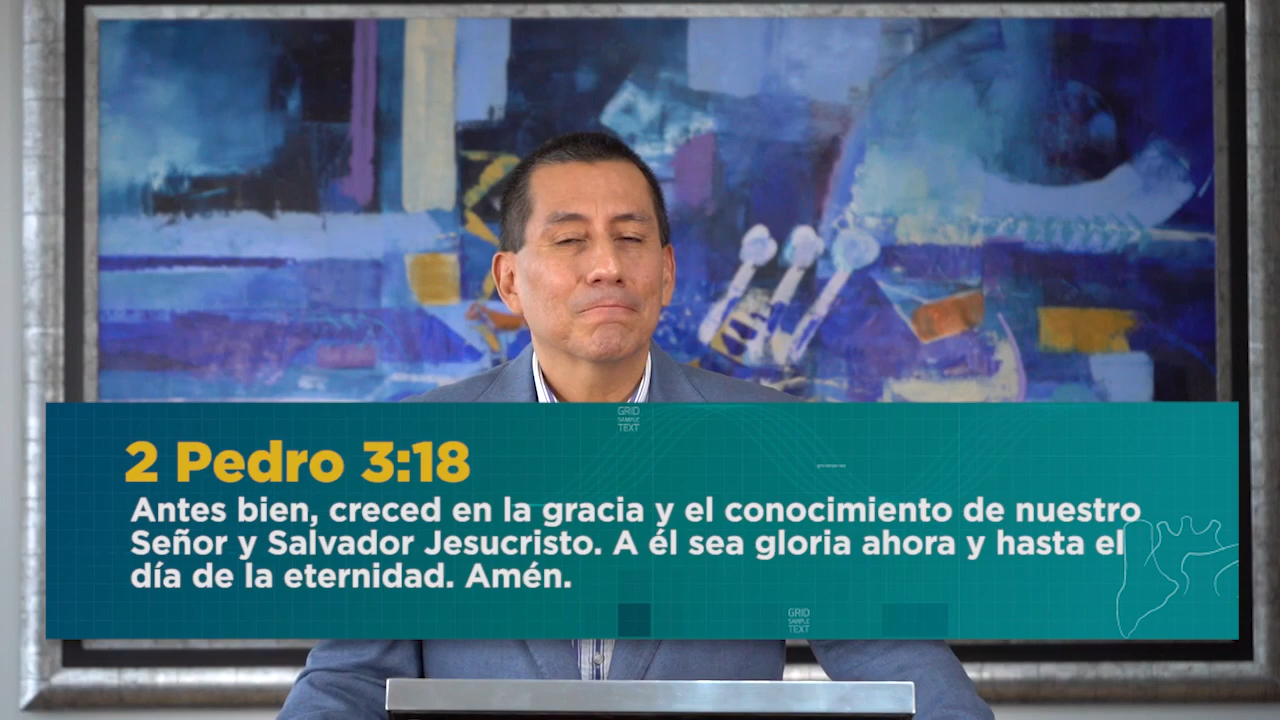 GRID
SAMPLE
TEXT
2 Pedro 3:18
Antes bien, creced en la gracia y el conocimiento de nuestro
Señor y Salvador Jesucristo. A él sea gloria ahora y hasta el
día de la eternidad. Amén.
GRID
SAMPLE
TEXT